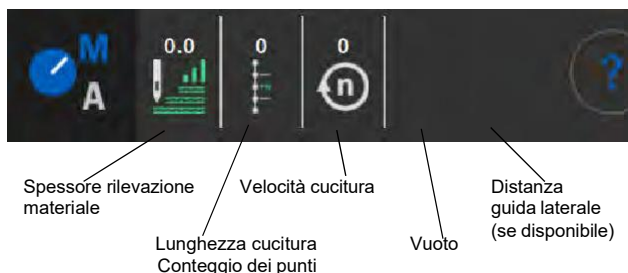 M
A
0.0
0
0
n
?
Spessore rilevazione
materiale
Velocità cucitura
Distanza
guida laterale
(se disponibile)
Lunghezza cucitura
Conteggio dei punti
Vuoto